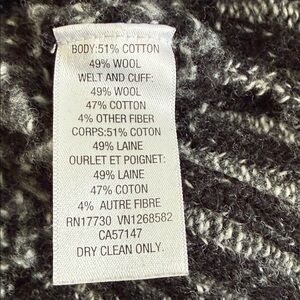 BODY:51% COTTON
49% WOOL
WELT AND CUFF:
49% WOOL
47% COTTON
4% OTHER FIBER
CORPS:51% COTON
49% LAINE
OURLET ET POIGNET:
49% LAINE
47% COTON
4% AUTRE FIBRE
RN17730 VN1268582
CA57147
DRY CLEAN ONLY.